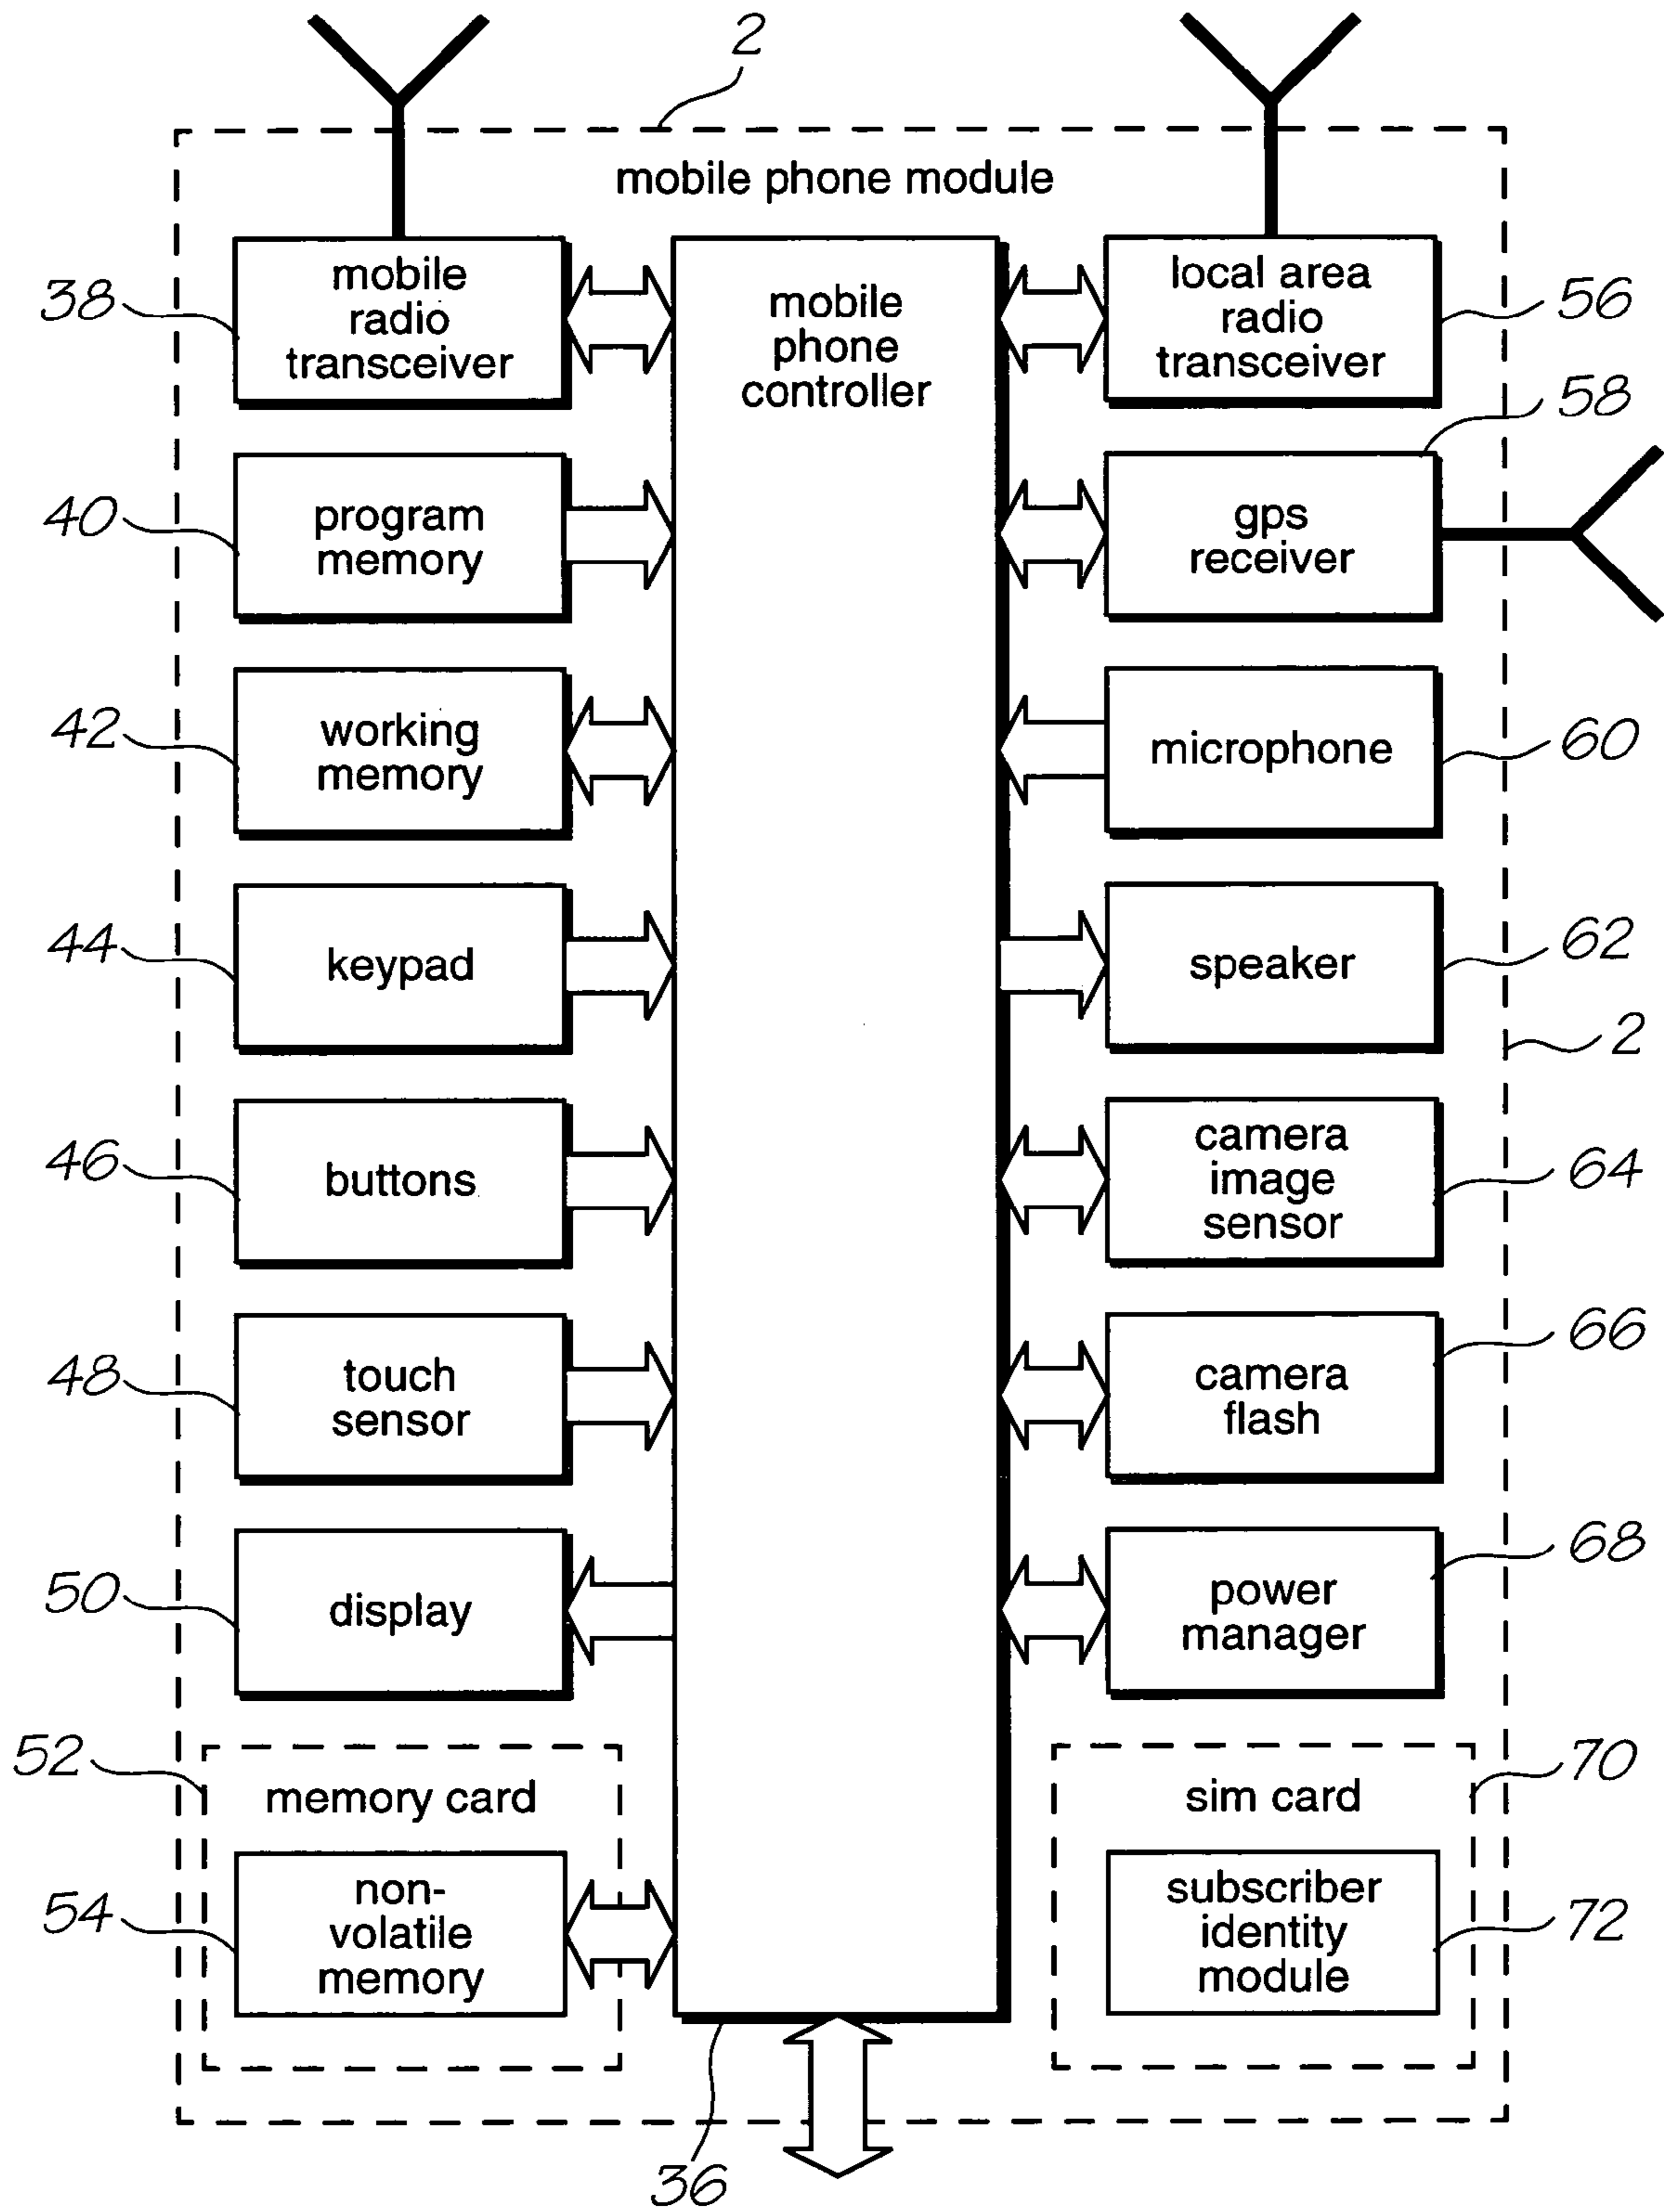 2
mobile phone module
38
mobile
radio
transceiver
mobile
phone
controller
local area
radio
transceiver
56
58
40
program
memory
gps
receiver
42
working
memory
microphone
60
44
keypad
speaker
62
2
46
buttons
camera
image
sensor
64
48
touch
sensor
camera
flash
66
50
display
power
manager
68
52
memory card
sim card
70
54
non-
volatile
memory
subscriber
identity
module
72
36